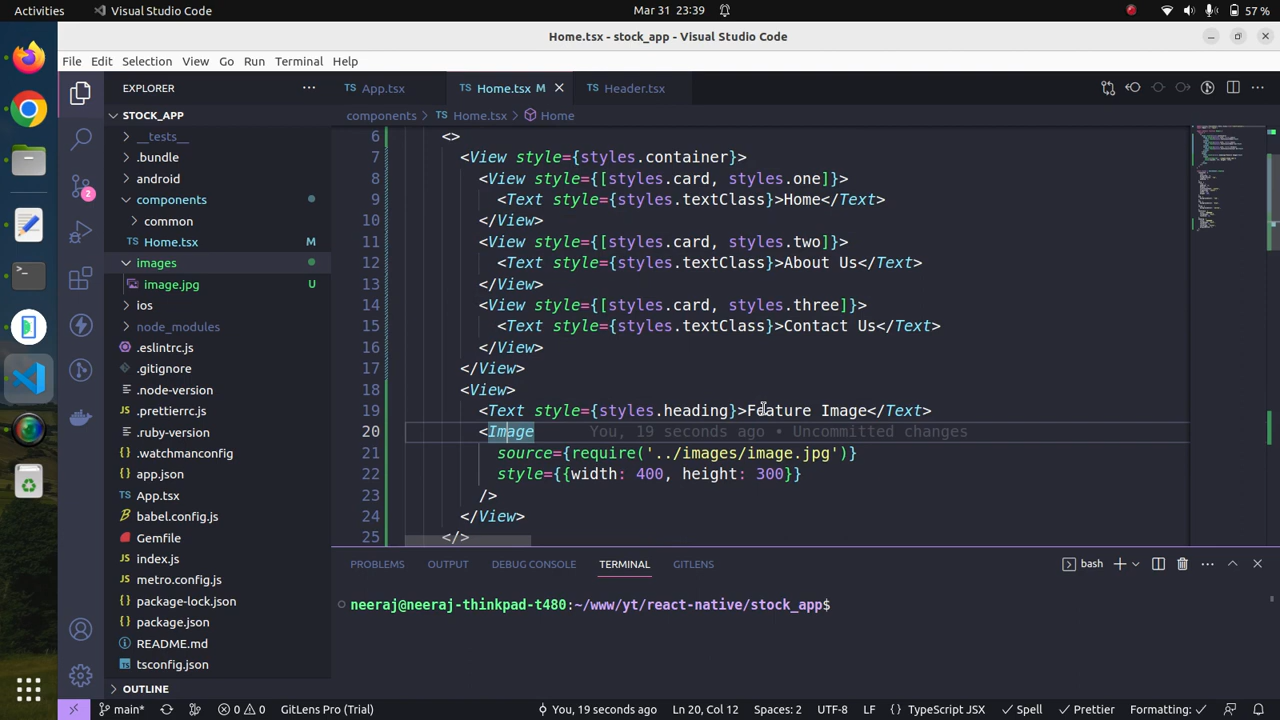 Activities
Visual Studio Code
Mar 31 23:39
57 %
Home.tsx - stock_app - Visual Studio Code
File Edit Selection View Go Run Terminal Help
EXPLORER
App.tsx
Home.tsx M
Header.tsx
STOCK_APP
components > Home.tsx > Home
__tests__
.bundle
android
components
common
Home.tsx M
images
image.jpg U
ios
node_modules
.eslintrc.js
.gitignore
.node-version
.prettierrc.js
.ruby-version
.watchmanconfig
app.json
App.tsx
babel.config.js
Gemfile
index.js
metro.config.js
package-lock.json
package.json
README.md
tsconfig.json
OUTLINE
2
6 <>
7 <View style={styles.container}>
8 <View style={[styles.card, styles.one]}>
9 <Text style={styles.textClass}>Home</Text>
10 </View>
11 <View style={[styles.card, styles.two]}>
12 <Text style={styles.textClass}>About Us</Text>
13 </View>
14 <View style={[styles.card, styles.three]}>
15 <Text style={styles.textClass}>Contact Us</Text>
16 </View>
17 </View>
18 <View>
19 <Text style={styles.heading}>Feature Image</Text>
20 <Image You, 19 seconds ago • Uncommitted changes
21 source={require('../images/image.jpg')}
22 style={{width: 400, height: 300}}
23 />
24 </View>
25 </>
PROBLEMS OUTPUT DEBUG CONSOLE TERMINAL GITLENS
bash
neeraj@neeraj-thinkpad-t480:~/www/yt/react-native/stock_app$
main* 0 0 GitLens Pro (Trial) You, 19 seconds ago Ln 20, Col 12 Spaces: 2 UTF-8 LF {} TypeScript JSX Spell Prettier Formatting: